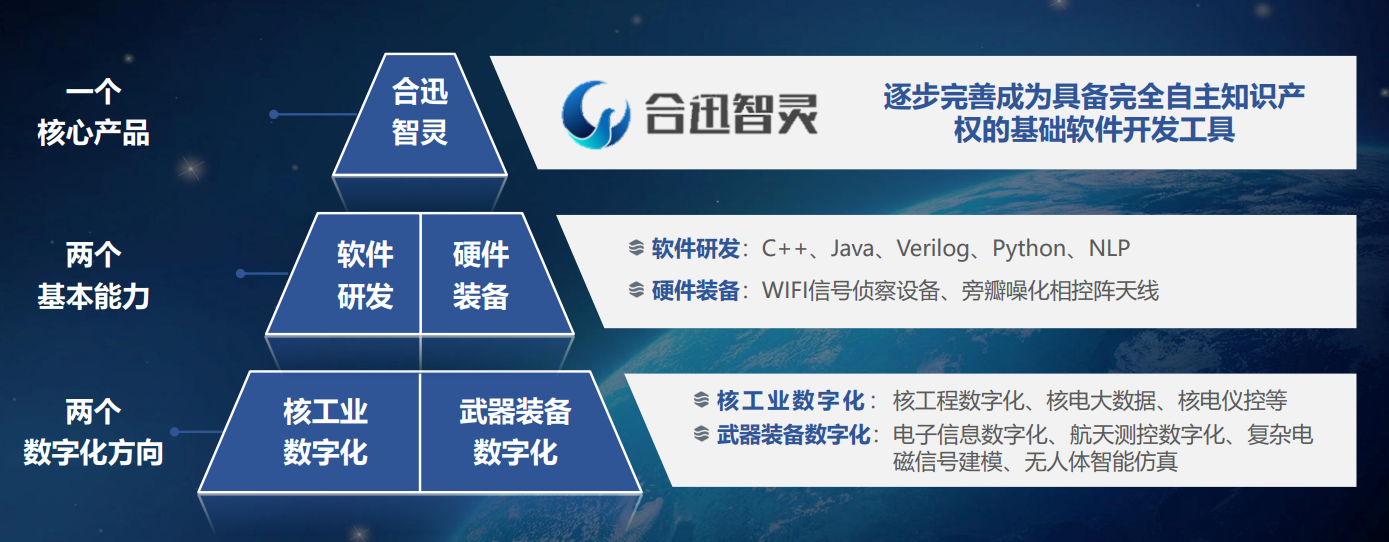 一个
核心产品
合迅
智灵
合迅智灵
逐步完善成为具备完全自主知识产
权的基础软件开发工具
两个
基本能力
软件
研发
硬件
装备
软件研发：C++、Java、Verilog、Python、NLP
硬件装备：WIFI信号侦察设备、旁瓣噪化相控阵天线
两个
数字化方向
核工业
数字化
武器装备
数字化
核工业数字化：核工程数字化、核电大数据、核电仪控等
武器装备数字化：电子信息数字化、航天测控数字化、复杂电
磁信号建模、无人体智能仿真